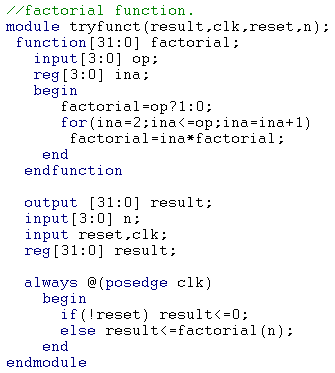 //factorial function.
module tryfunct(result,clk,reset,n);
function[31:0] factorial;
input[3:0] op;
reg[3:0] ina;
begin
factorial=op?1:0;
for(ina=2;ina<=op;ina=ina+1)
factorial=ina*factorial;
end
endfunction
output [31:0] result;
input[3:0] n;
input reset,clk;
reg[31:0] result;
always @(posedge clk)
begin
if(!reset) result<=0;
else result<=factorial(n);
end
endmodule